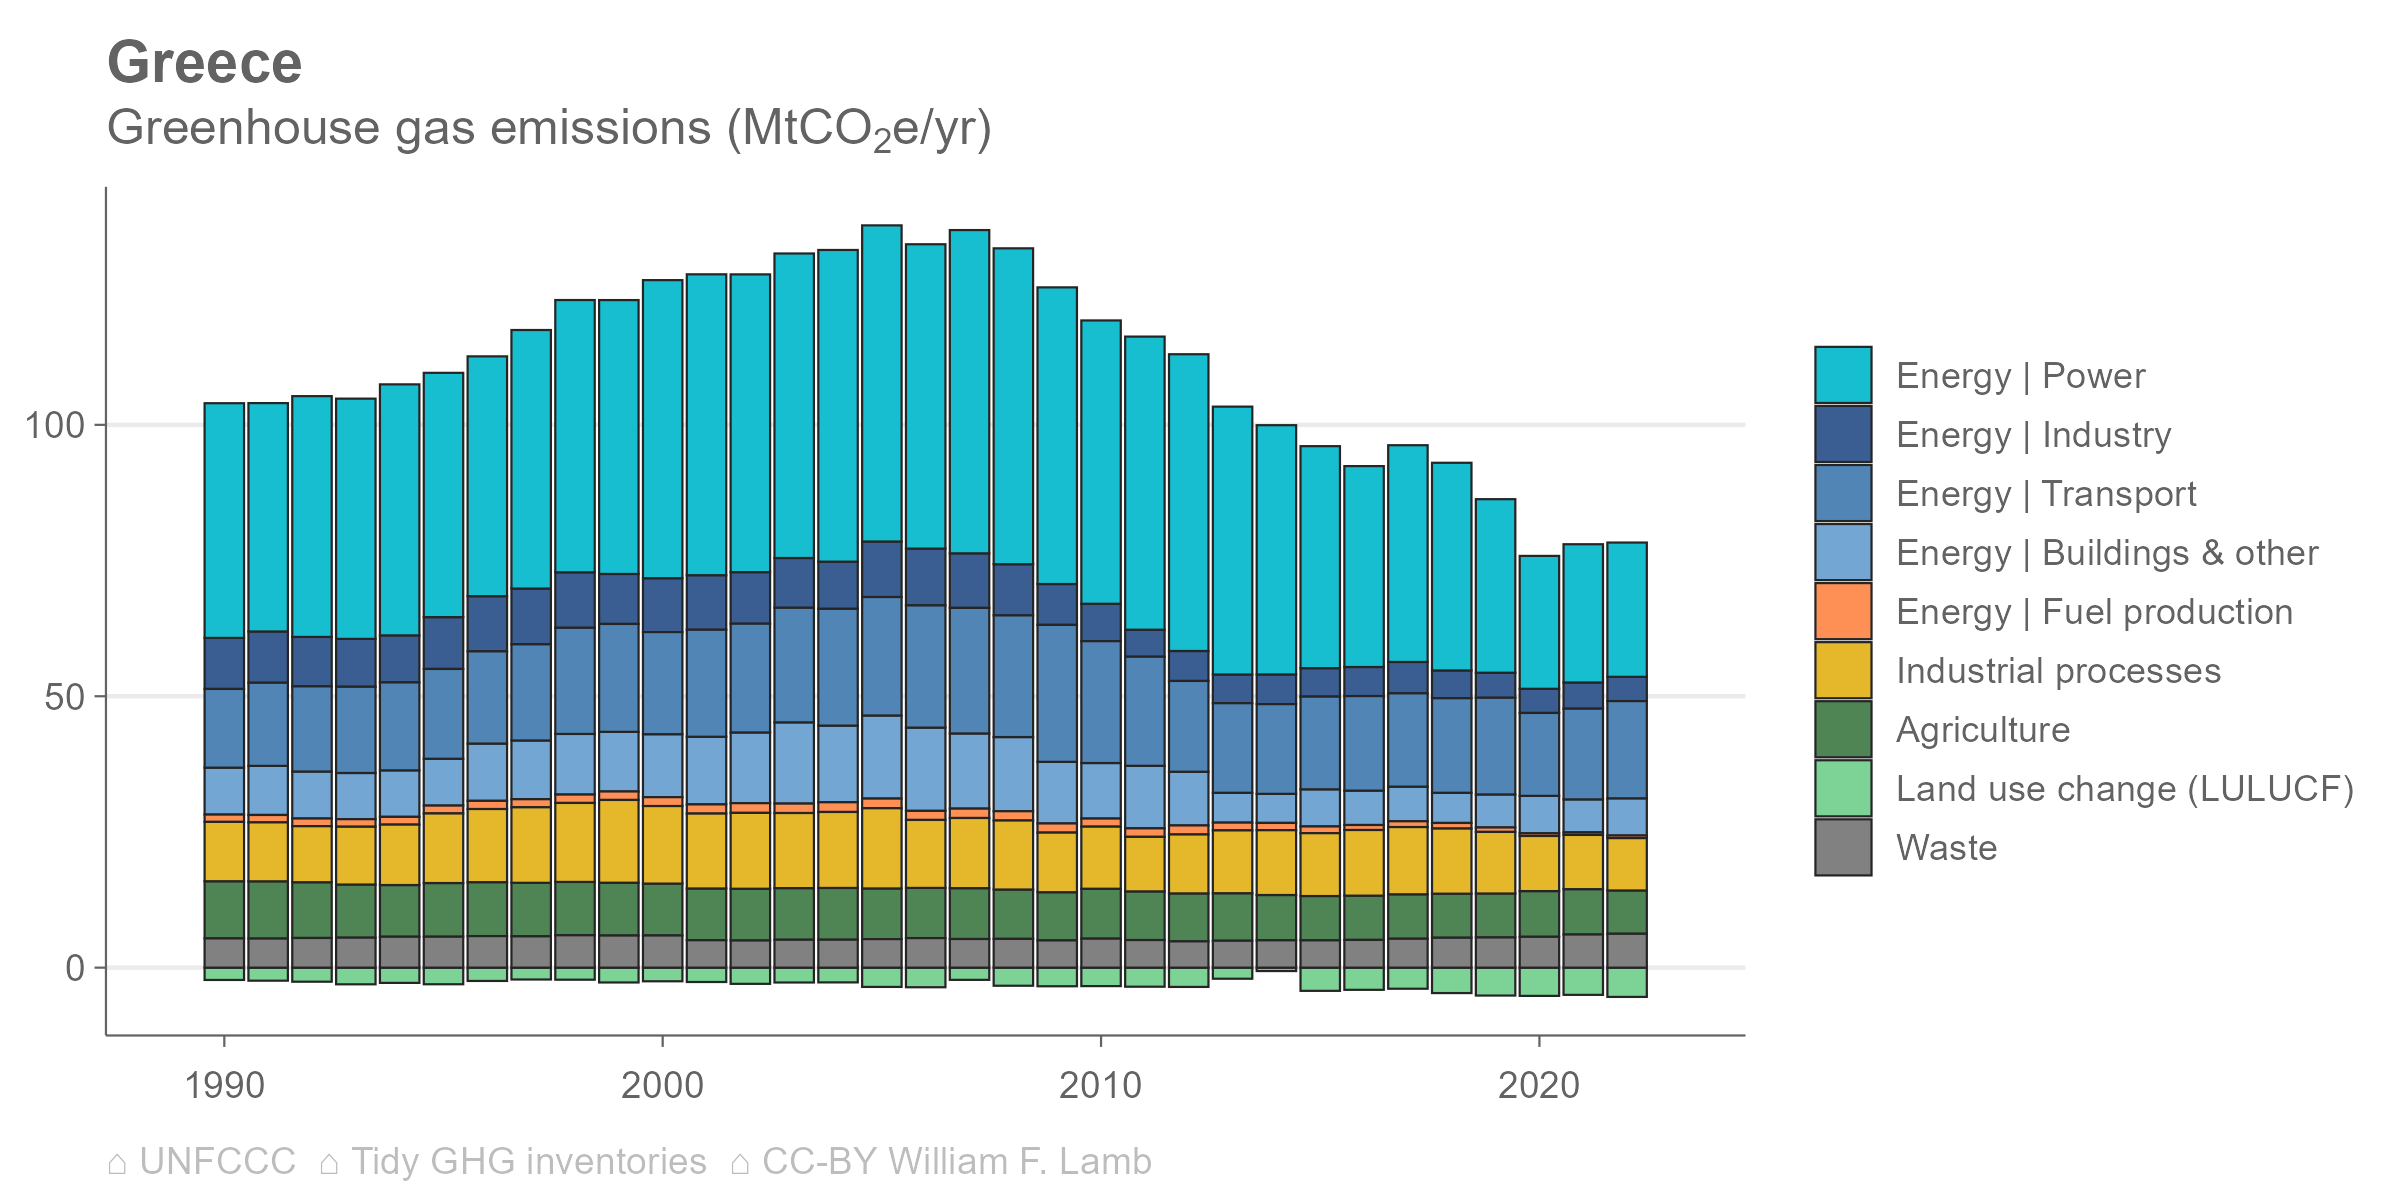 Greece
Greenhouse gas emissions (MtCO₂e/yr)
100
50
0
1990
2000
2010
2020
Energy | Power
Energy | Industry
Energy | Transport
Energy | Buildings & other
Energy | Fuel production
Industrial processes
Agriculture
Land use change (LULUCF)
Waste
⌂ UNFCCC ⌂ Tidy GHG inventories ⌂ CC-BY William F. Lamb